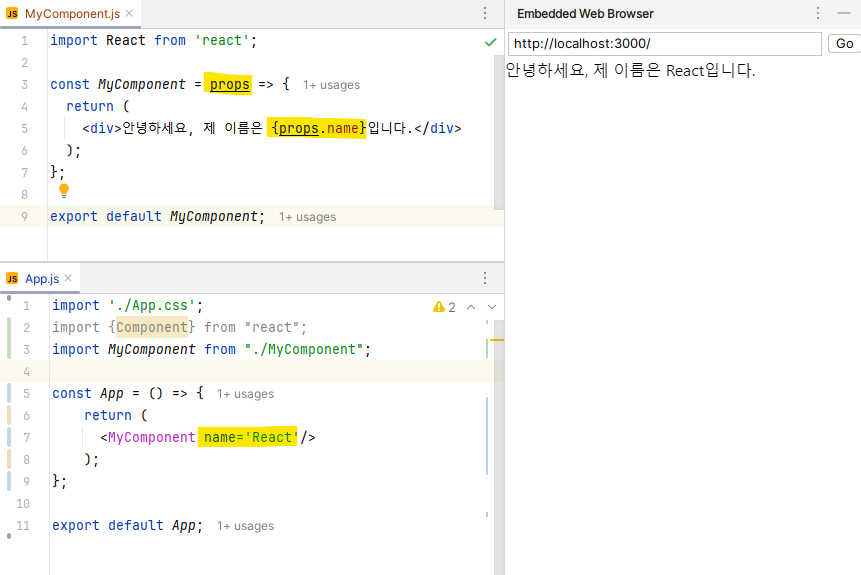 JS MyComponent.js ×
1 import React from 'react';
2
3 const MyComponent = props => { 1+ usages
4 return (
5 <div>안녕하세요, 제 이름은 {props.name}입니다.</div>
6 );
7 };
8
9 export default MyComponent; 1+ usages
JS App.js ×
1 import './App.css'; 2
2 import {Component} from "react";
3 import MyComponent from "./MyComponent";
4
5 const App = () => { 1+ usages
6 return (
7 <MyComponent name='React'/>
8 );
9 };
10
11 export default App; 1+ usages
Embedded Web Browser
http://localhost:3000/ Go
안녕하세요, 제 이름은 React입니다.